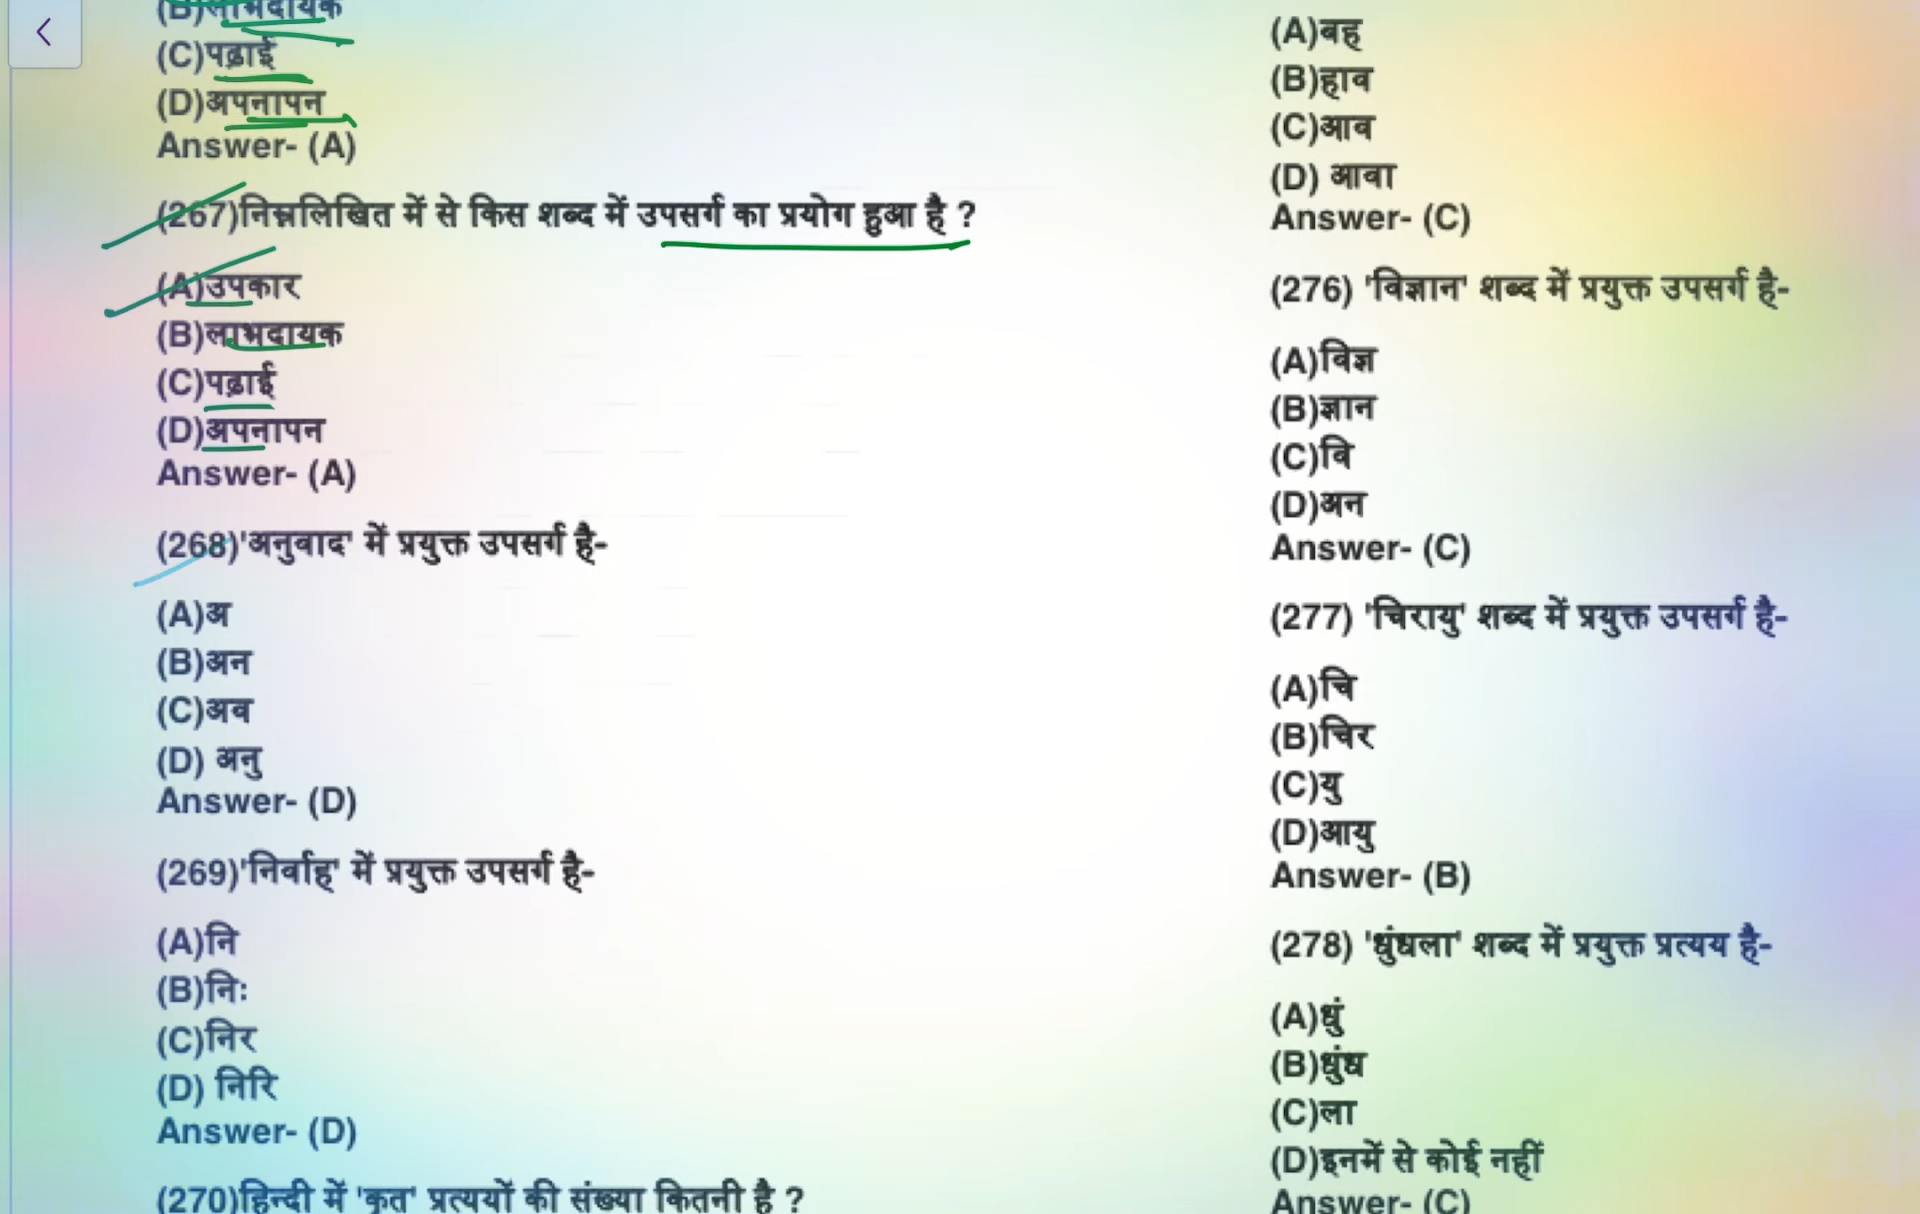 (B)लाभदायक
(C)पढ़ाई
(D)अपनापन
Answer- (A)
(267)निम्नलिखित में से किस शब्द में उपसर्ग का प्रयोग हुआ है ?
(A)उपकार
(B)लाभदायक
(C)पढ़ाई
(D)अपनापन
Answer- (A)
(268)'अनुवाद' में प्रयुक्त उपसर्ग है-
(A)अ
(B)अन
(C)अव
(D) अनु
Answer- (D)
(269)'निर्वाह' में प्रयुक्त उपसर्ग है-
(A)नि
(B)निः
(C)निर
(D) निरि
Answer- (D)
(270)हिन्दी में 'कृत' प्रत्ययों की संख्या कितनी है ?
(A)वह
(B)हाव
(C)आव
(D) आवा
Answer- (C)
(276) 'विज्ञान' शब्द में प्रयुक्त उपसर्ग है-
(A)विज्ञ
(B)ज्ञान
(C)वि
(D)अन
Answer- (C)
(277) 'चिरायु' शब्द में प्रयुक्त उपसर्ग है-
(A)चि
(B)चिर
(C)यु
(D)आयु
Answer- (B)
(278) 'धुंधला' शब्द में प्रयुक्त प्रत्यय है-
(A)धुं
(B)धुंध
(C)ला
(D)इनमें से कोई नहीं
Answer- (C)